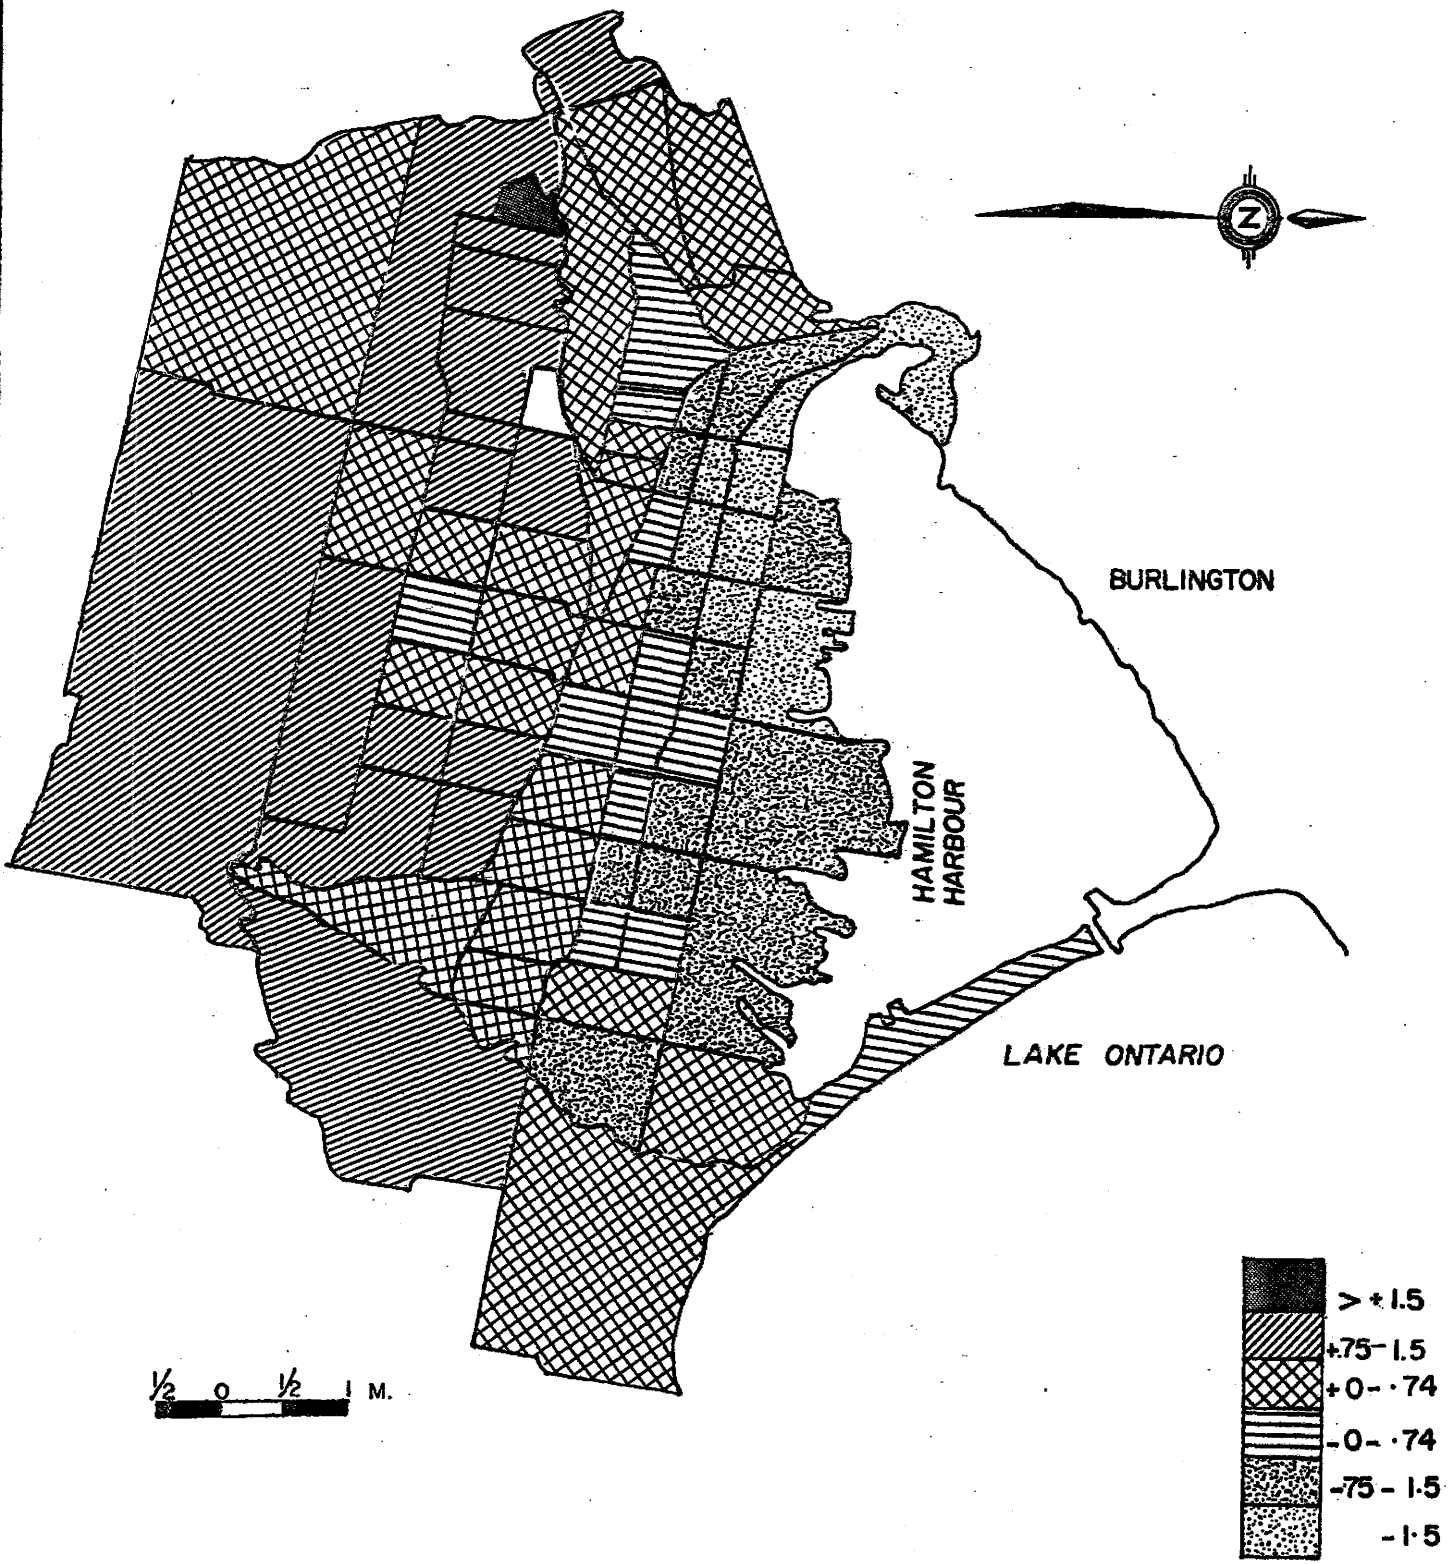 N
BURLINGTON
HAMILTON
HARBOUR
LAKE ONTARIO
½ 0 ½ 1 M.
> +1.5
+.75-1.5
+0-.74
-0-.74
-.75-1.5
-1.5